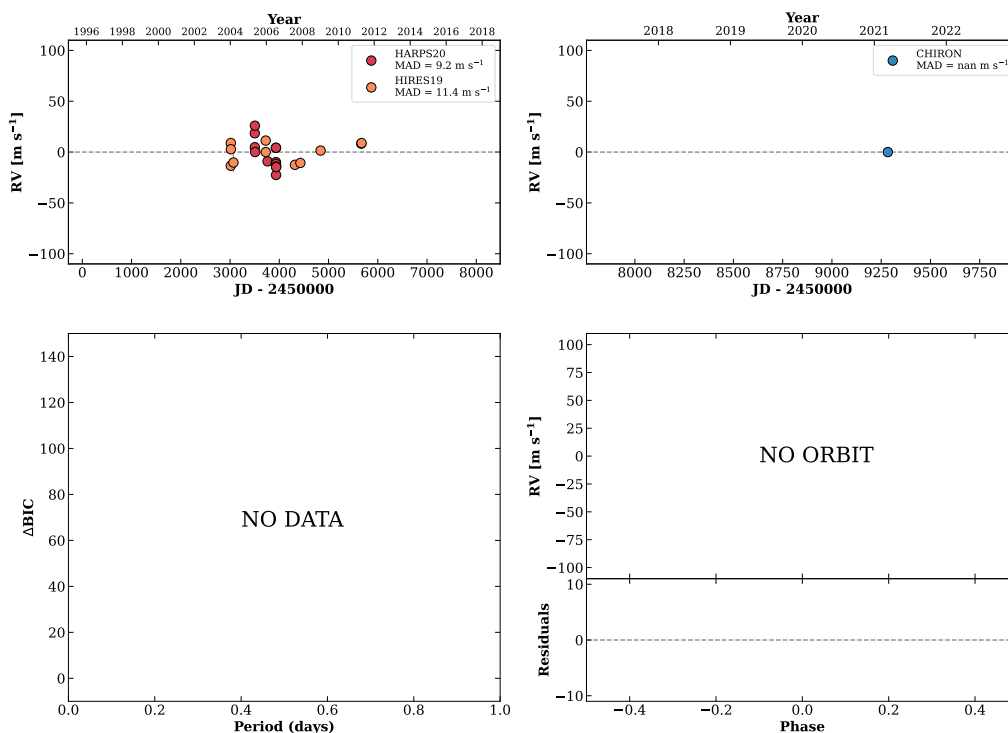 Year
1996 1998 2000 2002 2004 2006 2008 2010 2012 2014 2016 2018
HARPS20
MAD = 9.2 m s⁻¹
HIRES19
MAD = 11.4 m s⁻¹
100
50
0
−50
−100
RV [m s⁻¹]
0 1000 2000 3000 4000 5000 6000 7000 8000
JD - 2450000
Year
2018 2019 2020 2021 2022
CHIRON
MAD = nan m s⁻¹
100
50
0
−50
−100
RV [m s⁻¹]
8000 8250 8500 8750 9000 9250 9500 9750
JD - 2450000
140
120
100
80
60
40
20
0
ΔBIC
NO DATA
0.0 0.2 0.4 0.6 0.8 1.0
Period (days)
100
75
50
25
0
−25
−50
−75
−100
RV [m s⁻¹]
NO ORBIT
10
0
−10
Residuals
−0.4 −0.2 0.0 0.2 0.4
Phase